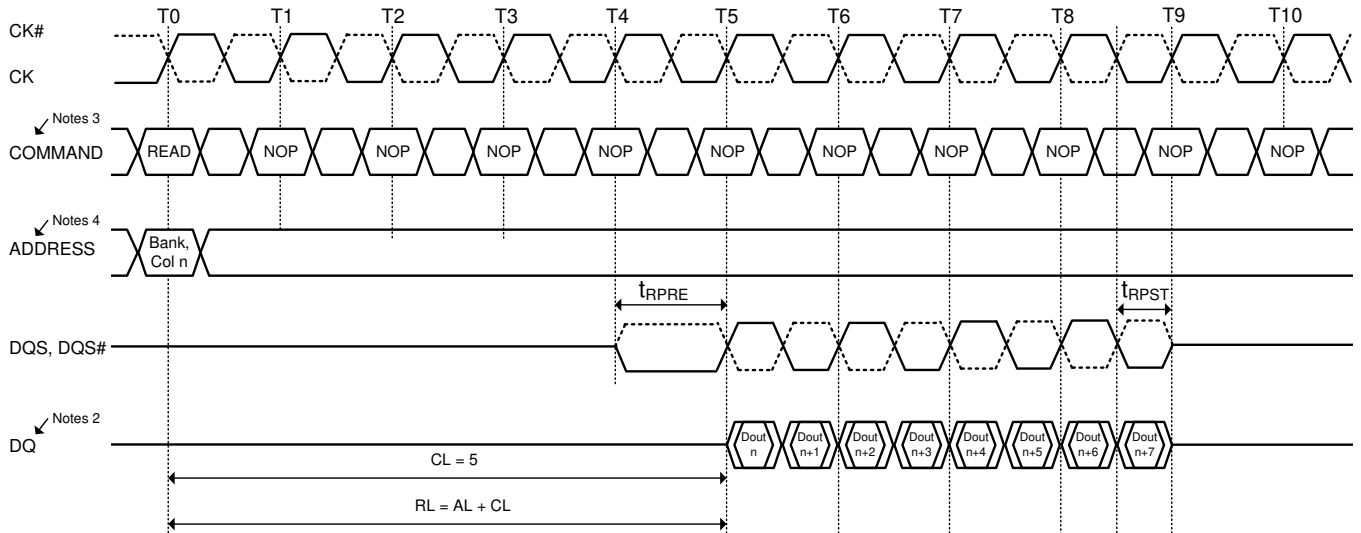 T0 T1 T2 T3 T4 T5 T6 T7 T8 T9 T10
CK#
CK
Notes 3
COMMAND READ NOP NOP NOP NOP NOP NOP NOP NOP NOP NOP
Notes 4
ADDRESS Bank,
Col n
tRPRE tRPST
DQS, DQS#
Notes 2
DQ
Dout Dout Dout Dout Dout Dout Dout Dout
n n+1 n+2 n+3 n+4 n+5 n+6 n+7
CL = 5
RL = AL + CL